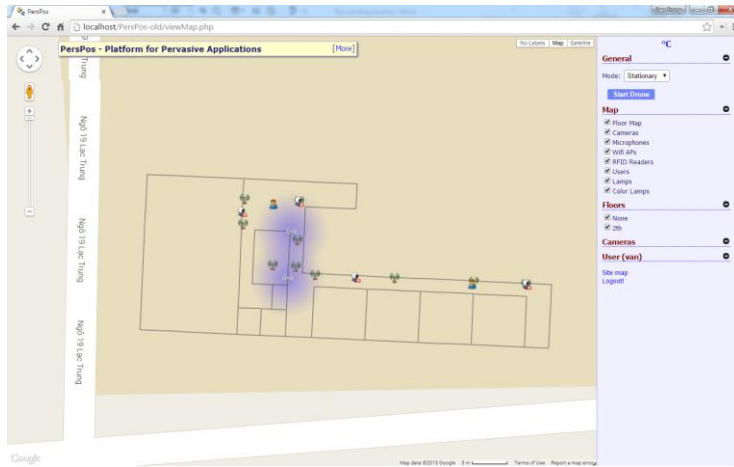 PersPos
localhost/PersPos-old/viewMap.php
PersPos - Platform for Pervasive Applications [More]
No Labels Map Satellite
°C
General
Mode: Stationary
Start Drone
Map
Floor Map
Cameras
Microphones
Wifi APs
RFID Readers
Users
Lamps
Color Lamps
Floors
None
2th
Cameras
User (van)
Site map
Logout!
Trung
Ngõ 19 Lạc Trung
Ngõ 19 Lạc Trung
Ngõ 19 Lạc Trung
Google
Map data ©2015 Google 5 m Terms of Use Report a map error